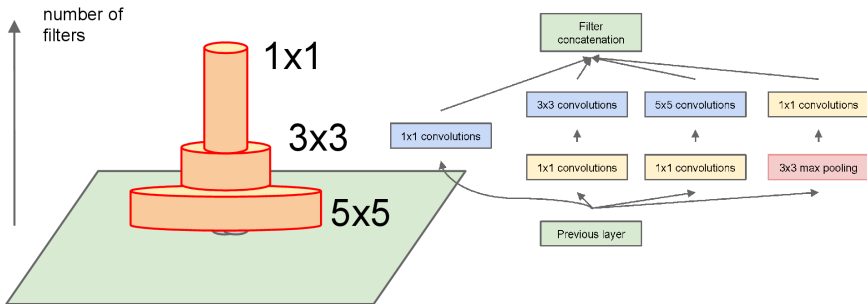 number of
filters
1x1
3x3
5x5
Filter
concatenation
3x3 convolutions
5x5 convolutions
1x1 convolutions
1x1 convolutions
1x1 convolutions
1x1 convolutions
3x3 max pooling
Previous layer